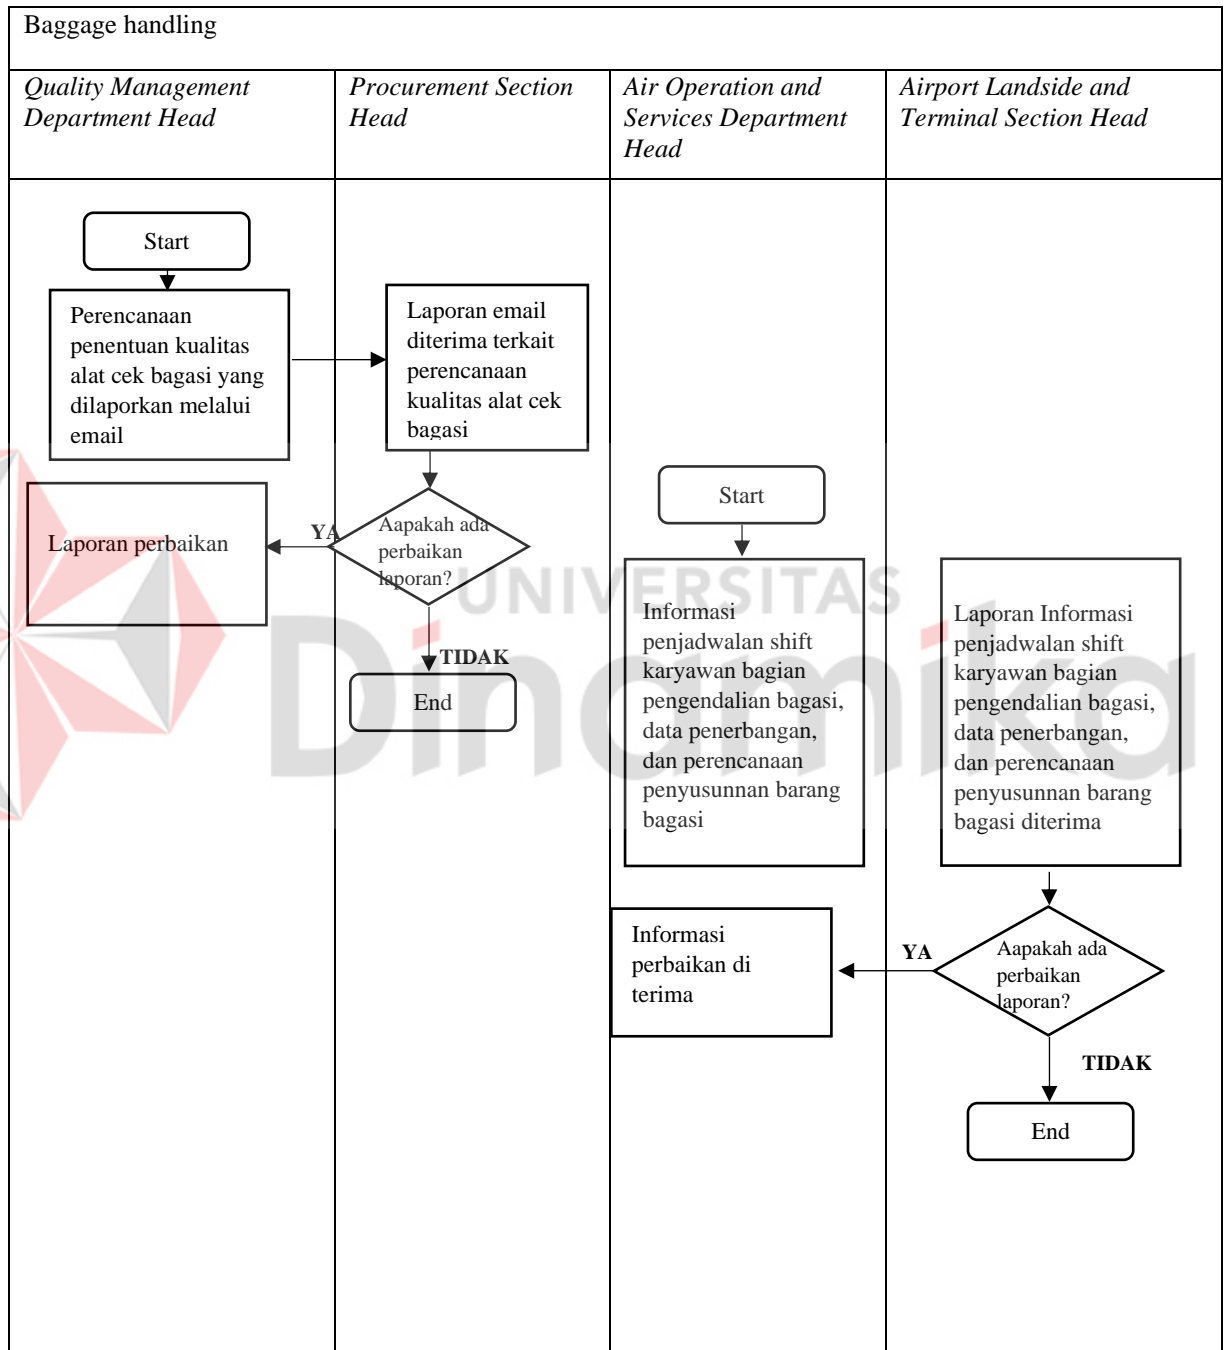 Baggage handling
Quality Management
Department Head
Procurement Section
Head
Air Operation and
Services Department
Head
Airport Landside and
Terminal Section Head
Start
Perencanaan
penentuan kualitas
alat cek bagasi yang
dilaporkan melalui
email
Laporan email
diterima terkait
perencanaan
kualitas alat cek
bagasi
Laporan perbaikan
YA
Aapakah ada
perbaikan
laporan?
TIDAK
End
Start
Informasi
penjadwalan shift
karyawan bagian
pengendalian bagasi,
data penerbangan,
dan perencanaan
penyusunnan barang
bagasi
Laporan Informasi
penjadwalan shift
karyawan bagian
pengendalian bagasi,
data penerbangan,
dan perencanaan
penyusunnan barang
bagasi diterima
Informasi
perbaikan di
terima
YA
Aapakah ada
perbaikan
laporan?
TIDAK
End
UNIVERSITAS
Dinamika